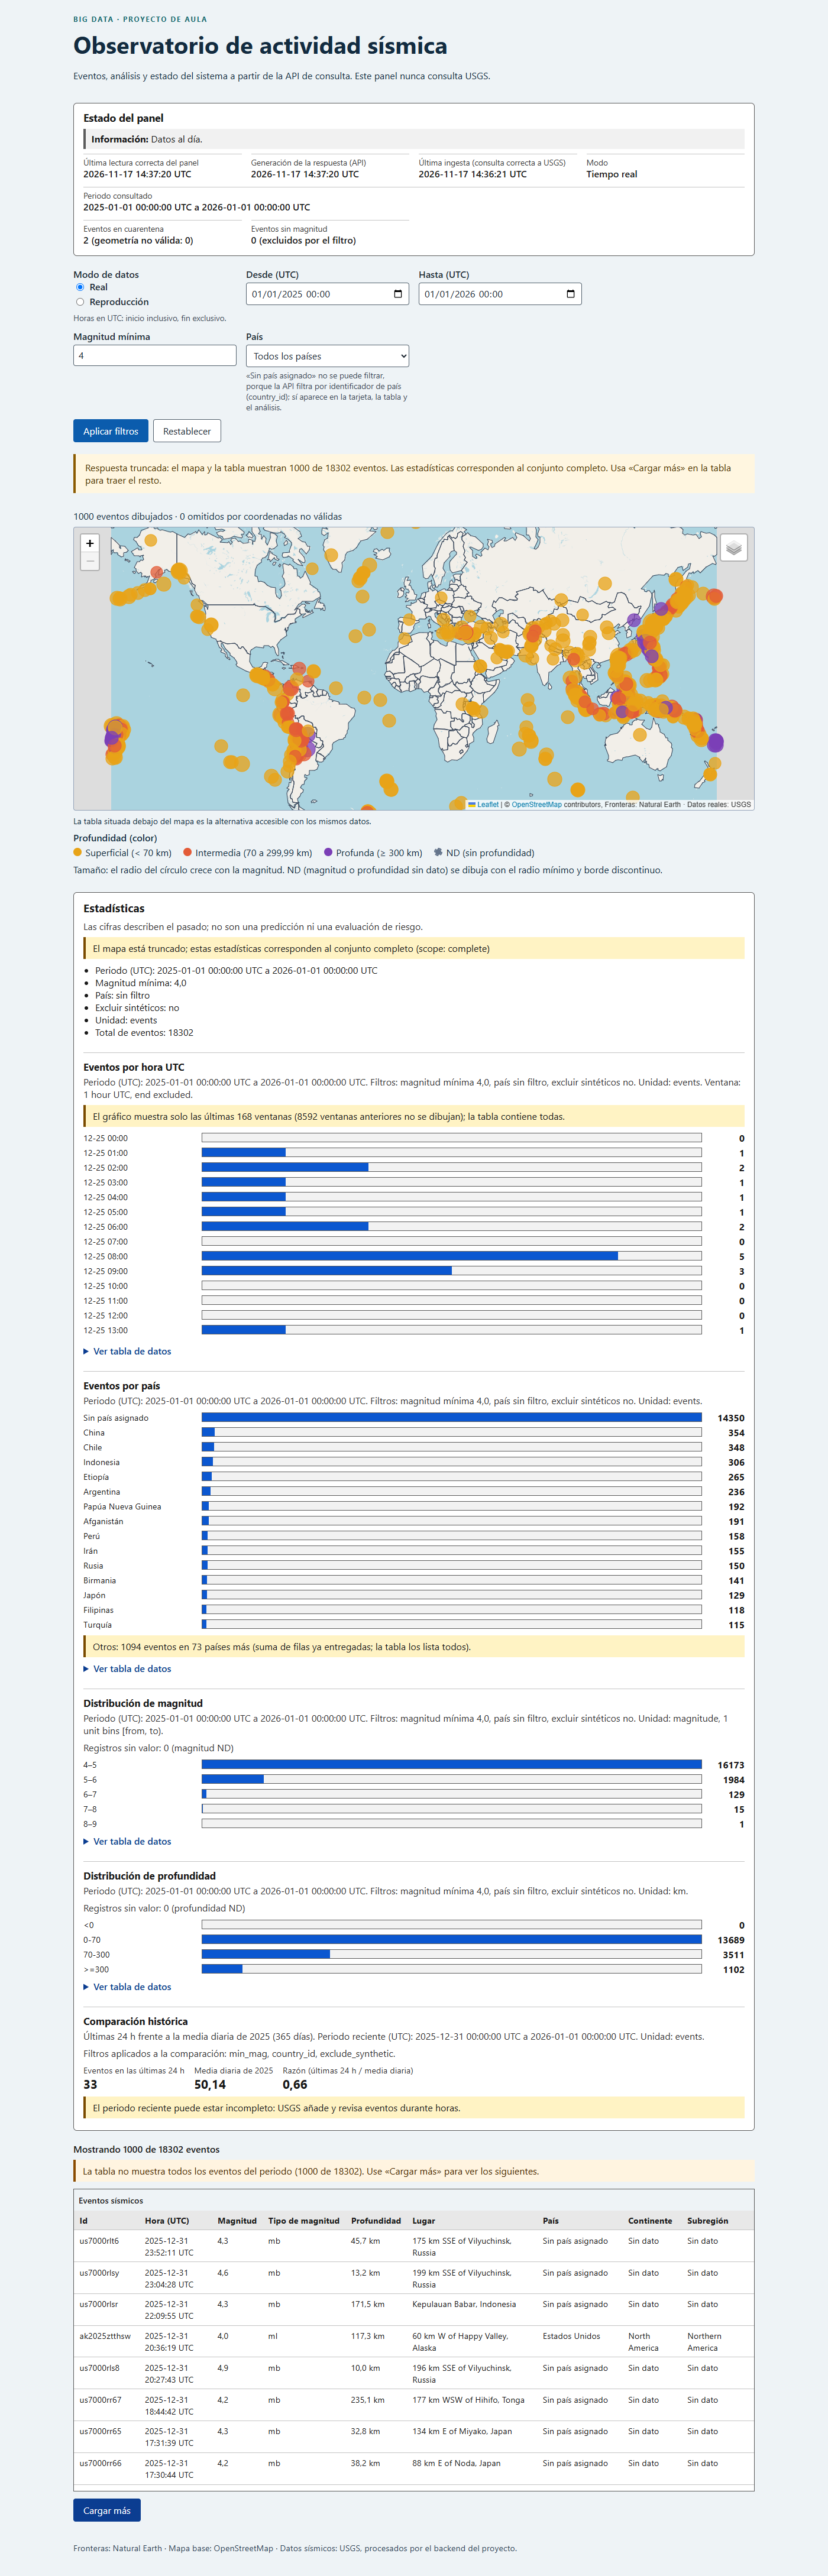 BIG DATA · PROYECTO DE AULA
Observatorio de actividad sísmica
Eventos, análisis y estado del sistema a partir de la API de consulta. Este panel nunca consulta USGS.
Estado del panel
Información: Datos al día.
Última lectura correcta del panel
2026-11-17 14:37:20 UTC
Generación de la respuesta (API)
2026-11-17 14:37:20 UTC
Última ingesta (consulta correcta a USGS)
2026-11-17 14:36:21 UTC
Modo
Tiempo real
Periodo consultado
2025-01-01 00:00:00 UTC a 2026-01-01 00:00:00 UTC
Eventos en cuarentena
2 (geometría no válida: 0)
Eventos sin magnitud
0 (excluidos por el filtro)
Modo de datos
Real
Reproducción
Horas en UTC: inicio inclusivo, fin exclusivo.
Desde (UTC)
01/01/2025 00:00
Hasta (UTC)
01/01/2026 00:00
Magnitud mínima
4
País
Todos los países
«Sin país asignado» no se puede filtrar,
porque la API filtra por identificador de país
(country_id); sí aparece en la tarjeta, la tabla y
el análisis.
Aplicar filtros
Restablecer
Respuesta truncada: el mapa y la tabla muestran 1000 de 18302 eventos. Las estadísticas corresponden al conjunto completo. Usa «Cargar más» en la tabla
para traer el resto.
1000 eventos dibujados · 0 omitidos por coordenadas no válidas
+
−
Leaflet | © OpenStreetMap contributors, Fronteras: Natural Earth · Datos reales: USGS
La tabla situada debajo del mapa es la alternativa accesible con los mismos datos.
Profundidad (color)
Superficial (< 70 km)
Intermedia (70 a 299,99 km)
Profunda (≥ 300 km)
ND (sin profundidad)
Tamaño: el radio del círculo crece con la magnitud. ND (magnitud o profundidad sin dato) se dibuja con el radio mínimo y borde discontinuo.
Estadísticas
Las cifras describen el pasado; no son una predicción ni una evaluación de riesgo.
El mapa está truncado; estas estadísticas corresponden al conjunto completo (scope: complete)
• Periodo (UTC): 2025-01-01 00:00:00 UTC a 2026-01-01 00:00:00 UTC
• Magnitud mínima: 4,0
• País: sin filtro
• Excluir sintéticos: no
• Unidad: events
• Total de eventos: 18302
Eventos por hora UTC
Periodo (UTC): 2025-01-01 00:00:00 UTC a 2026-01-01 00:00:00 UTC. Filtros: magnitud mínima 4,0, país sin filtro, excluir sintéticos no. Unidad: events. Ventana:
1 hour UTC, end excluded.
El gráfico muestra solo las últimas 168 ventanas (8592 ventanas anteriores no se dibujan); la tabla contiene todas.
12-25 00:00 0
12-25 01:00 1
12-25 02:00 2
12-25 03:00 1
12-25 04:00 1
12-25 05:00 1
12-25 06:00 2
12-25 07:00 0
12-25 08:00 5
12-25 09:00 3
12-25 10:00 0
12-25 11:00 0
12-25 12:00 0
12-25 13:00 1
Ver tabla de datos
Eventos por país
Periodo (UTC): 2025-01-01 00:00:00 UTC a 2026-01-01 00:00:00 UTC. Filtros: magnitud mínima 4,0, país sin filtro, excluir sintéticos no. Unidad: events.
Sin país asignado 14350
China 354
Chile 348
Indonesia 306
Etiopía 265
Argentina 236
Papúa Nueva Guinea 192
Afganistán 191
Perú 158
Irán 155
Rusia 150
Birmania 141
Japón 129
Filipinas 118
Turquía 115
Otros: 1094 eventos en 73 países más (suma de filas ya entregadas; la tabla los lista todos).
Ver tabla de datos
Distribución de magnitud
Periodo (UTC): 2025-01-01 00:00:00 UTC a 2026-01-01 00:00:00 UTC. Filtros: magnitud mínima 4,0, país sin filtro, excluir sintéticos no. Unidad: magnitude, 1
unit bins [from, to).
Registros sin valor: 0 (magnitud ND)
4–5 16173
5–6 1984
6–7 129
7–8 15
8–9 1
Ver tabla de datos
Distribución de profundidad
Periodo (UTC): 2025-01-01 00:00:00 UTC a 2026-01-01 00:00:00 UTC. Filtros: magnitud mínima 4,0, país sin filtro, excluir sintéticos no. Unidad: km.
Registros sin valor: 0 (profundidad ND)
<0 0
0-70 13689
70-300 3511
>=300 1102
Ver tabla de datos
Comparación histórica
Últimas 24 h frente a la media diaria de 2025 (365 días). Periodo reciente (UTC): 2025-12-31 00:00:00 UTC a 2026-01-01 00:00:00 UTC. Unidad: events.
Filtros aplicados a la comparación: min_mag, country_id, exclude_synthetic.
Eventos en las últimas 24 h
33
Media diaria de 2025
50,14
Razón (últimas 24 h / media diaria)
0,66
El periodo reciente puede estar incompleto: USGS añade y revisa eventos durante horas.
Mostrando 1000 de 18302 eventos
La tabla no muestra todos los eventos del periodo (1000 de 18302). Use «Cargar más» para ver los siguientes.
Eventos sísmicos
Id Hora (UTC) Magnitud Tipo de magnitud Profundidad Lugar País Continente Subregión
us7000rlt6 2025-12-31 23:52:11 UTC 4,3 mb 45,7 km 175 km SSE of Vilyuchinsk, Russia Sin país asignado Sin dato Sin dato
us7000rlsy 2025-12-31 23:04:28 UTC 4,6 mb 13,2 km 199 km SSE of Vilyuchinsk, Russia Sin país asignado Sin dato Sin dato
us7000rlsr 2025-12-31 22:09:55 UTC 4,3 mb 171,5 km Kepulauan Babar, Indonesia Sin país asignado Sin dato Sin dato
ak2025ztthsw 2025-12-31 20:36:19 UTC 4,0 ml 117,3 km 60 km W of Happy Valley, Alaska Estados Unidos North America Northern America
us7000rls8 2025-12-31 20:27:43 UTC 4,9 mb 10,0 km 196 km SSE of Vilyuchinsk, Russia Sin país asignado Sin dato Sin dato
us7000rr67 2025-12-31 18:44:42 UTC 4,2 mb 235,1 km 177 km WSW of Hihifo, Tonga Sin país asignado Sin dato Sin dato
us7000rr65 2025-12-31 17:31:39 UTC 4,3 mb 32,8 km 134 km E of Miyako, Japan Sin país asignado Sin dato Sin dato
us7000rr66 2025-12-31 17:30:44 UTC 4,2 mb 38,2 km 88 km E of Noda, Japan Sin país asignado Sin dato Sin dato
Cargar más
Fronteras: Natural Earth · Mapa base: OpenStreetMap · Datos sísmicos: USGS, procesados por el backend del proyecto.